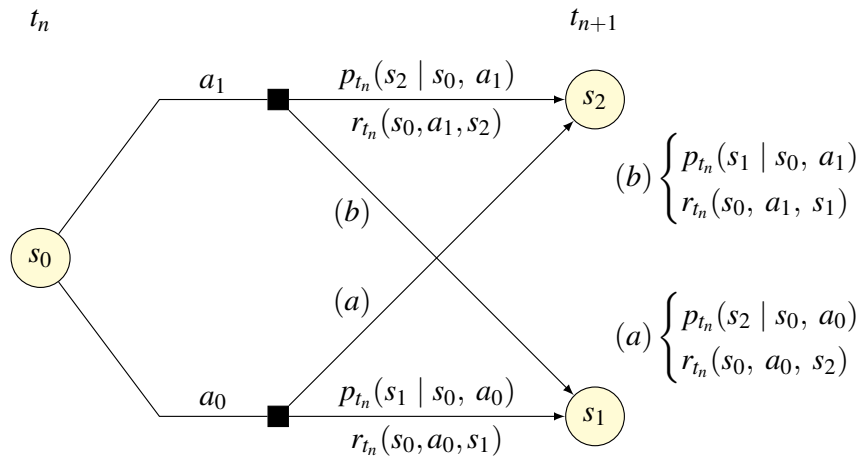 t_n
t_{n+1}
a_1
p_{t_n}(s_2 | s_0, a_1)
r_{t_n}(s_0,a_1,s_2)
s_2
(b) { p_{t_n}(s_1 | s_0, a_1)
r_{t_n}(s_0, a_1, s_1)
(b)
s_0
(a)
(a) { p_{t_n}(s_2 | s_0, a_0)
r_{t_n}(s_0, a_0, s_2)
a_0
p_{t_n}(s_1 | s_0, a_0)
r_{t_n}(s_0,a_0,s_1)
s_1